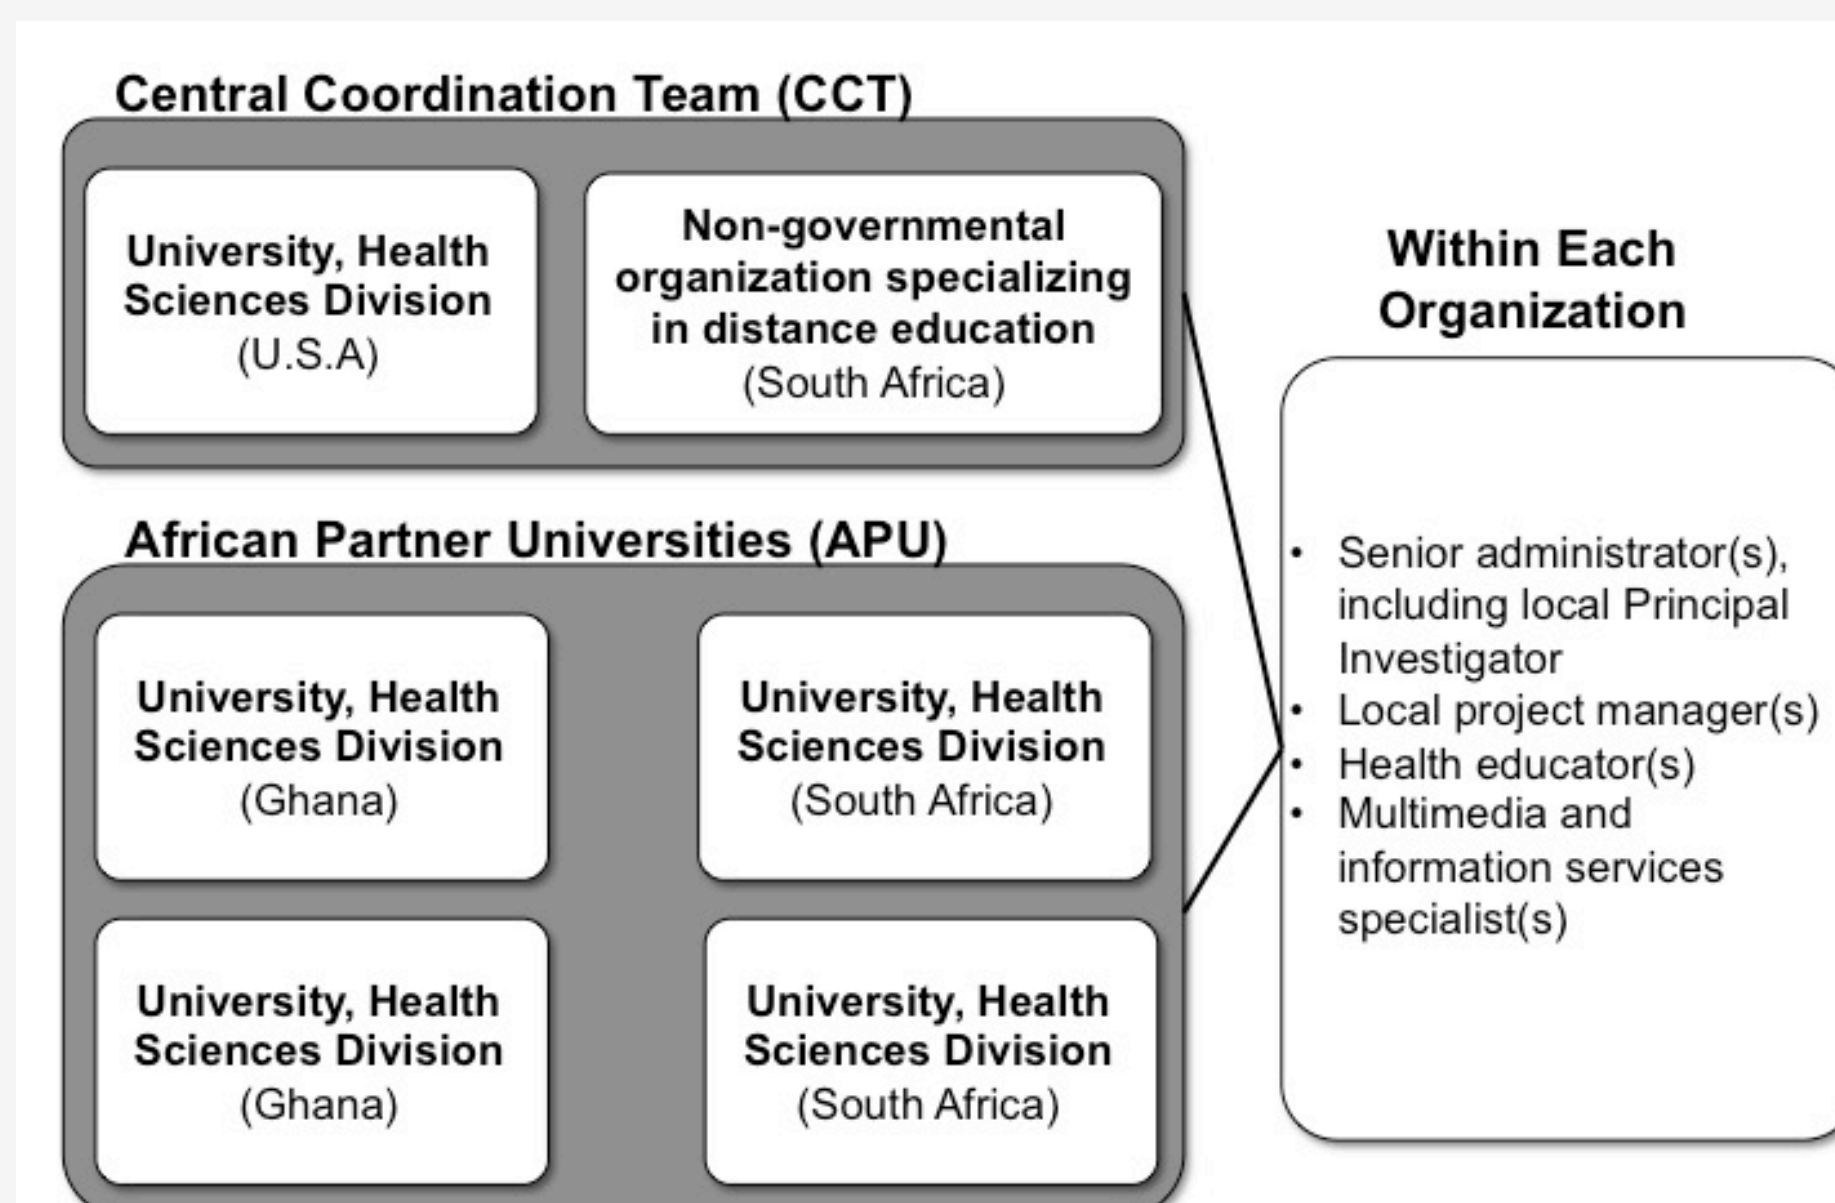 Central Coordination Team (CCT)
University, Health
Sciences Division
(U.S.A)
Non-governmental
organization specializing
in distance education
(South Africa)
African Partner Universities (APU)
University, Health
Sciences Division
(Ghana)
University, Health
Sciences Division
(South Africa)
University, Health
Sciences Division
(Ghana)
University, Health
Sciences Division
(South Africa)
Within Each
Organization
• Senior administrator(s),
including local Principal
Investigator
• Local project manager(s)
• Health educator(s)
• Multimedia and
information services
specialist(s)